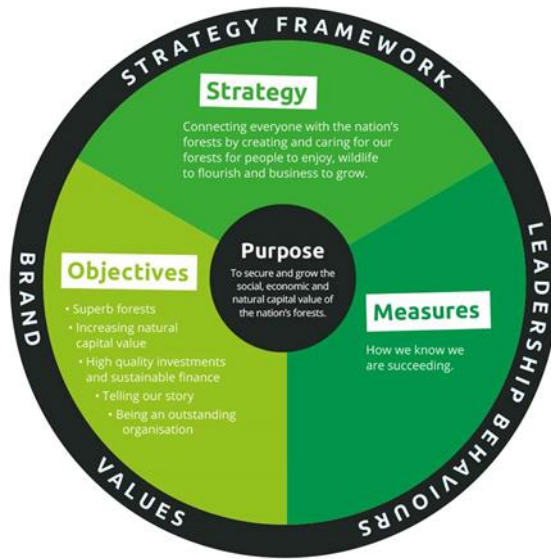 STRATEGY FRAMEWORK
Strategy
Connecting everyone with the nation's
forests by creating and caring for our
forests for people to enjoy, wildlife
to flourish and business to grow.
BRAND
Objectives
• Superb forests
• Increasing natural
capital value
• High quality investments
and sustainable finance
• Telling our story
• Being an outstanding
organisation
Purpose
To secure and grow the
social, economic and
natural capital value of
the nation's forests.
Measures
How we know we
are succeeding.
LEADERSHIP BEHAVIOURS
VALUES